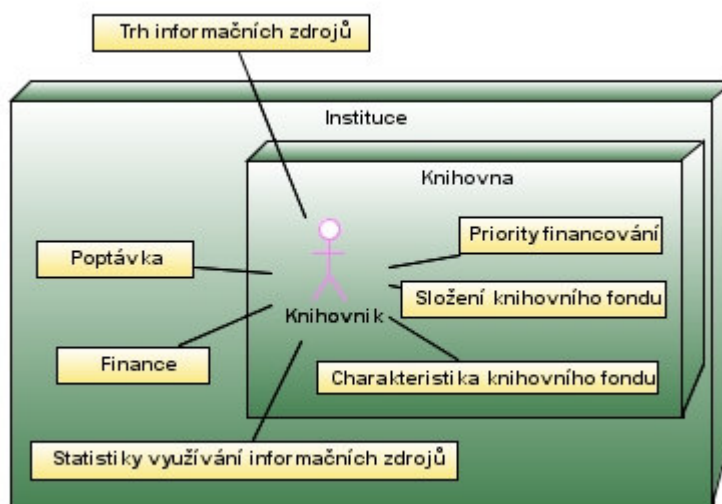 Trh informačních zdrojů
Instituce
Knihovna
Priority financování
Poptávka
Složení knihovního fondu
Knihovnik
Finance
Charakteristika knihovního fondu
Statistiky využívání informačních zdrojů